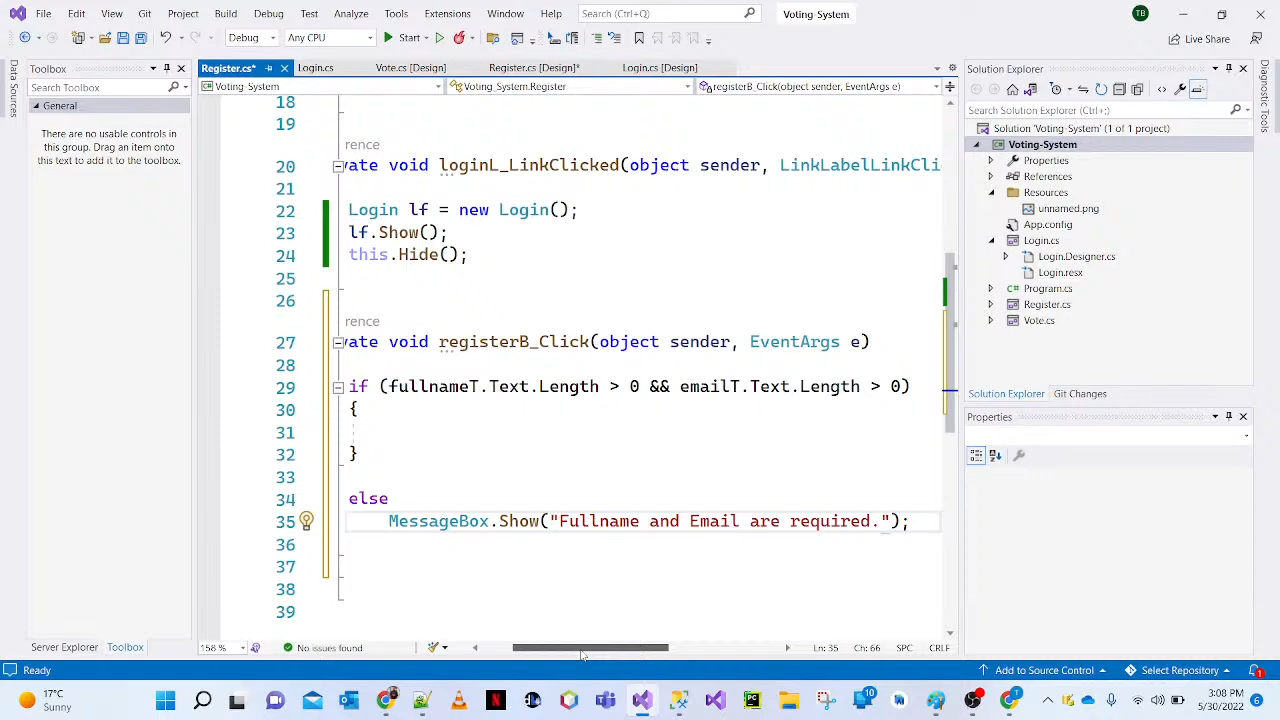 File Edit View Git Project Build Debug Test Analyze Tools Extensions Window Help Search (Ctrl+Q) Voting System TB
Debug Any CPU Start Live Share
Data Sources
Toolbox
Search Toolbox
General
There are no usable controls in
this group. Drag an item onto
this text to add it to the toolbox.
Server Explorer Toolbox
Register.cs* Login.cs Vote.cs [Design] Register.cs [Design]* Login.cs [Design]
Voting-System Voting_System.Register registerB_Click(object sender, EventArgs e)
18
19
rence
20 vate void loginL_LinkClicked(object sender, LinkLabelLinkCli
21
22 Login lf = new Login();
23 lf.Show();
24 this.Hide();
25
26
rence
27 vate void registerB_Click(object sender, EventArgs e)
28
29 if (fullnameT.Text.Length > 0 && emailT.Text.Length > 0)
30 {
31
32 }
33
34 else
35 MessageBox.Show("Fullname and Email are required.");
36
37
38
39
158 % No issues found Ln: 35 Ch: 66 SPC CRLF
Solution Explorer
Search Solution Explorer (Ctrl+;)
Solution 'Voting-System' (1 of 1 project)
Voting-System
Properties
References
Resources
unnamed.png
App.config
Login.cs
Login.Designer.cs
Login.resx
Program.cs
Register.cs
Vote.cs
Solution Explorer Git Changes
Properties
Diagnostic Tools
Ready Add to Source Control Select Repository 1
17°C
Sunny
10
3:08 PM
5/30/2022
6